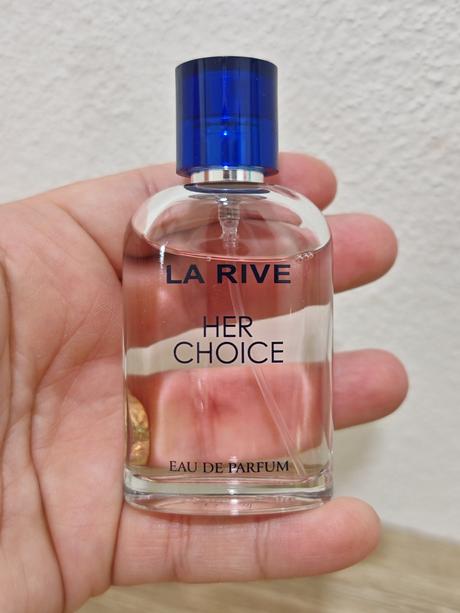 LA RIVE
HER
CHOICE
EAU DE PARFUM